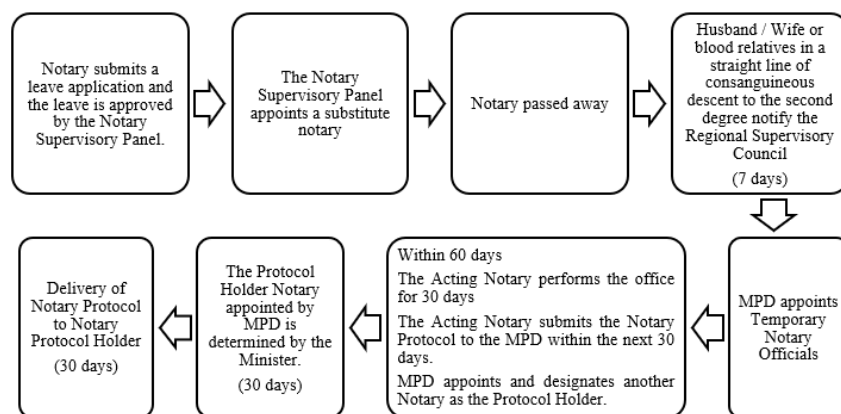 Notary submits a
leave application and
the leave is approved
by the Notary
Supervisory Panel.
The Notary
Supervisory Panel
appoints a substitute
notary
Notary passed away
Husband / Wife or
blood relatives in a
straight line of
consanguineous
descent to the second
degree notify the
Regional Supervisory
Council
(7 days)
MPD appoints
Temporary
Notary
Officials
Within 60 days
The Acting Notary performs the office
for 30 days
The Acting Notary submits the Notary
Protocol to the MPD within the next 30
days.
MPD appoints and designates another
Notary as the Protocol Holder.
The Protocol
Holder Notary
appointed by
MPD is
determined by the
Minister.
(30 days)
Delivery of
Notary Protocol
to Notary
Protocol Holder
(30 days)